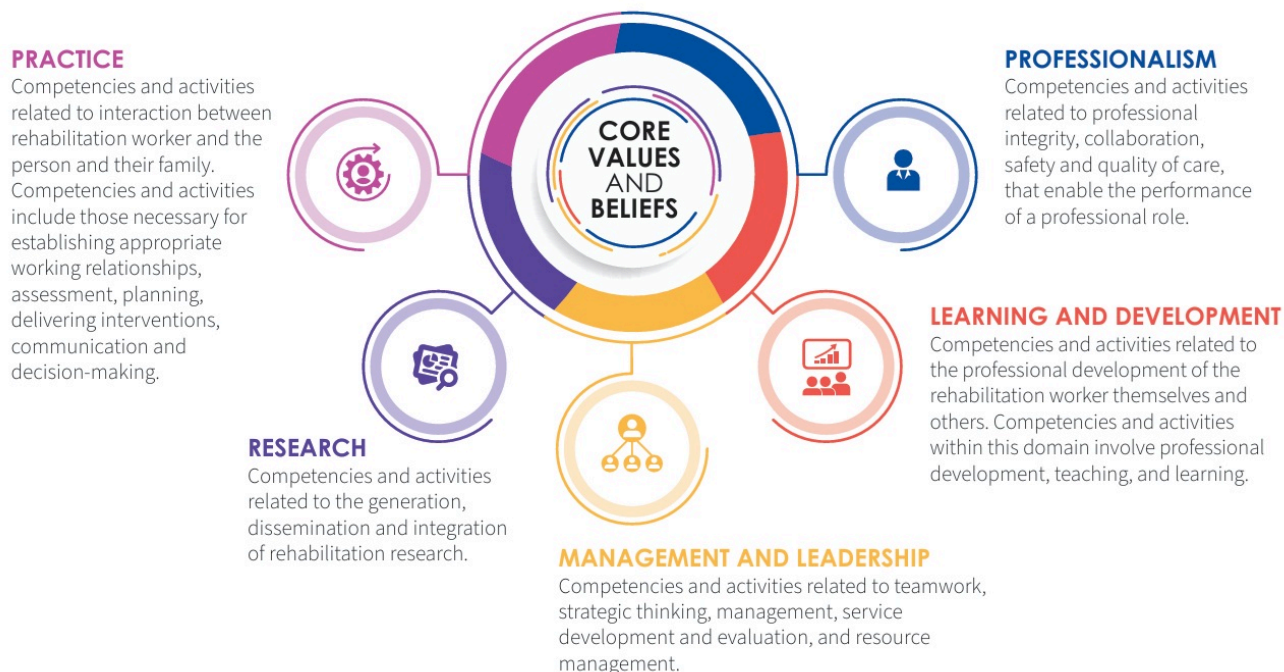 PRACTICE
Competencies and activities
related to interaction between
rehabilitation worker and the
person and their family.
Competencies and activities
include those necessary for
establishing appropriate
working relationships,
assessment, planning,
delivering interventions,
communication and
decision-making.
CORE
VALUES
AND
BELIEFS
PROFESSIONALISM
Competencies and activities
related to professional
integrity, collaboration,
safety and quality of care,
that enable the performance
of a professional role.
LEARNING AND DEVELOPMENT
Competencies and activities related to
the professional development of the
rehabilitation worker themselves and
others. Competencies and activities
within this domain involve professional
development, teaching, and learning.
RESEARCH
Competencies and activities
related to the generation,
dissemination and integration
of rehabilitation research.
MANAGEMENT AND LEADERSHIP
Competencies and activities related to teamwork,
strategic thinking, management, service
development and evaluation, and resource
management.